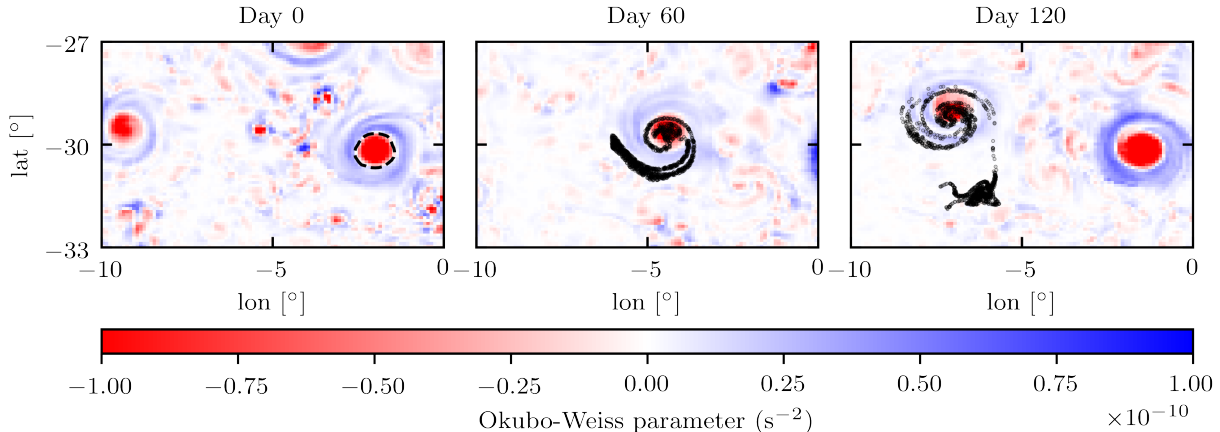 Day 0 Day 60 Day 120
−27
−30
−33
lat [°]
−10 −5 0 −10 −5 0 −10 −5 0
lon [°] lon [°] lon [°]
−1.00 −0.75 −0.50 −0.25 0.00 0.25 0.50 0.75 1.00
Okubo-Weiss parameter (s⁻²) ×10⁻¹⁰